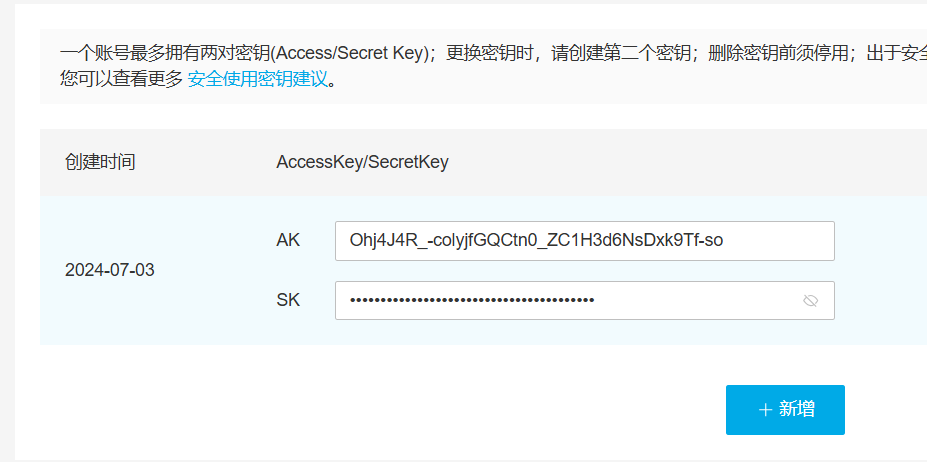 一个账号最多拥有两对密钥(Access/Secret Key)；更换密钥时，请创建第二个密钥；删除密钥前须停用；出于安全
您可以查看更多 安全使用密钥建议。
创建时间 AccessKey/SecretKey
AK Ohj4J4R_-colyjfGQCtn0_ZC1H3d6NsDxk9Tf-so
2024-07-03
SK ••••••••••••••••••••••••••••••••••••••••
＋ 新增